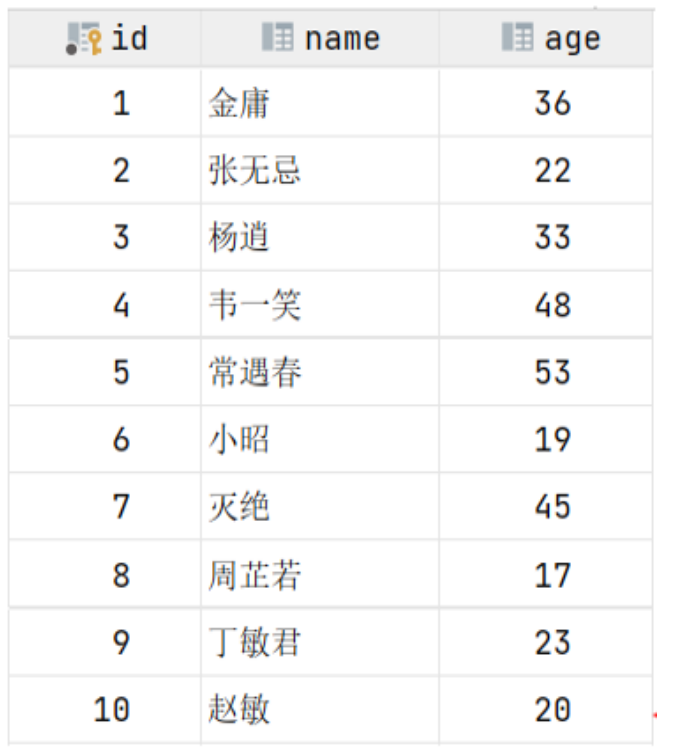 id name age
1 金庸 36
2 张无忌 22
3 杨逍 33
4 韦一笑 48
5 常遇春 53
6 小昭 19
7 灭绝 45
8 周芷若 17
9 丁敏君 23
10 赵敏 20